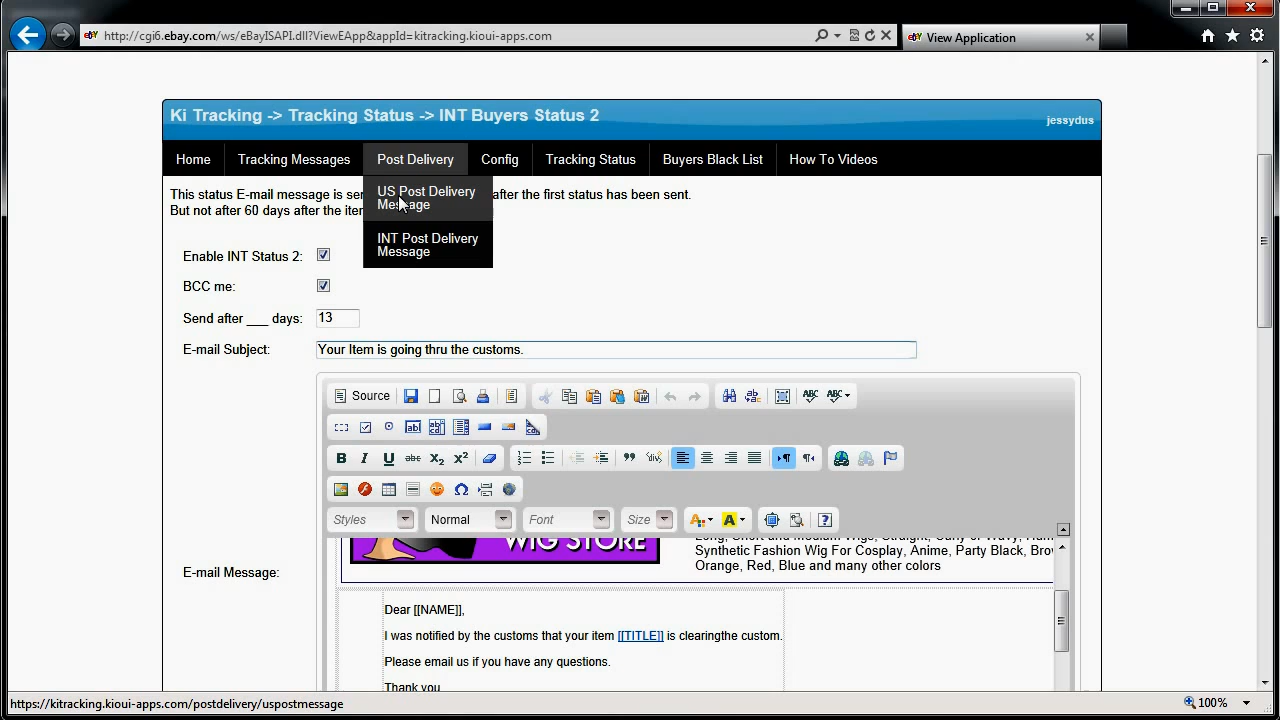 http://cgi6.ebay.com/ws/eBayISAPI.dll?ViewEApp&appId=kitracking.kioui-apps.com
View Application
Ki Tracking -> Tracking Status -> INT Buyers Status 2
jessydus
Home
Tracking Messages
Post Delivery
Config
Tracking Status
Buyers Black List
How To Videos
US Post Delivery
Message
INT Post Delivery
Message
This status E-mail message is after the first status has been sent.
But not after 60 days after the
Enable INT Status 2:
BCC me:
Send after ___ days: 13
E-mail Subject: Your Item is going thru the customs.
Source
Styles
Normal
Font
Size
WIG STORE
Synthetic Fashion Wig For Cosplay, Anime, Party Black,
Orange, Red, Blue and many other colors
E-mail Message:
Dear [[NAME]],
I was notified by the customs that your item [[TITLE]] is clearingthe custom.
Please email us if you have any questions.
Thank you
https://kitracking.kioui-apps.com/postdelivery/uspostmessage
100%